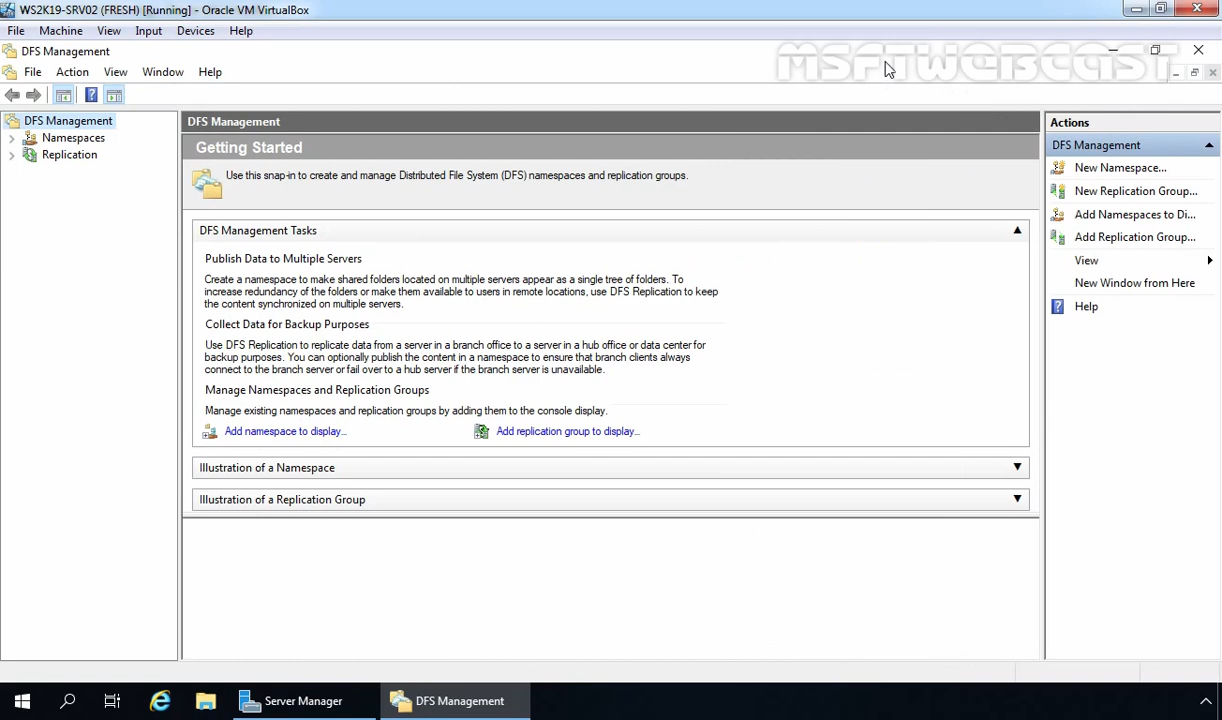 WS2K19-SRV02 (FRESH) [Running] - Oracle VM VirtualBox
File Machine View Input Devices Help
DFS Management
MSFTWEBCAST
File Action View Window Help
DFS Management
Namespaces
Replication
DFS Management
Getting Started
Use this snap-in to create and manage Distributed File System (DFS) namespaces and replication groups.
DFS Management Tasks
Publish Data to Multiple Servers
Create a namespace to make shared folders located on multiple servers appear as a single tree of folders. To
increase redundancy of the folders or make them available to users in remote locations, use DFS Replication to keep
the content synchronized on multiple servers.
Collect Data for Backup Purposes
Use DFS Replication to replicate data from a server in a branch office to a server in a hub office or data center for
backup purposes. You can optionally publish the content in a namespace to ensure that branch clients always
connect to the branch server or fail over to a hub server if the branch server is unavailable.
Manage Namespaces and Replication Groups
Manage existing namespaces and replication groups by adding them to the console display.
Add namespace to display... Add replication group to display...
Illustration of a Namespace
Illustration of a Replication Group
Actions
DFS Management
New Namespace...
New Replication Group...
Add Namespaces to Di...
Add Replication Group...
View
New Window from Here
Help
Server Manager
DFS Management